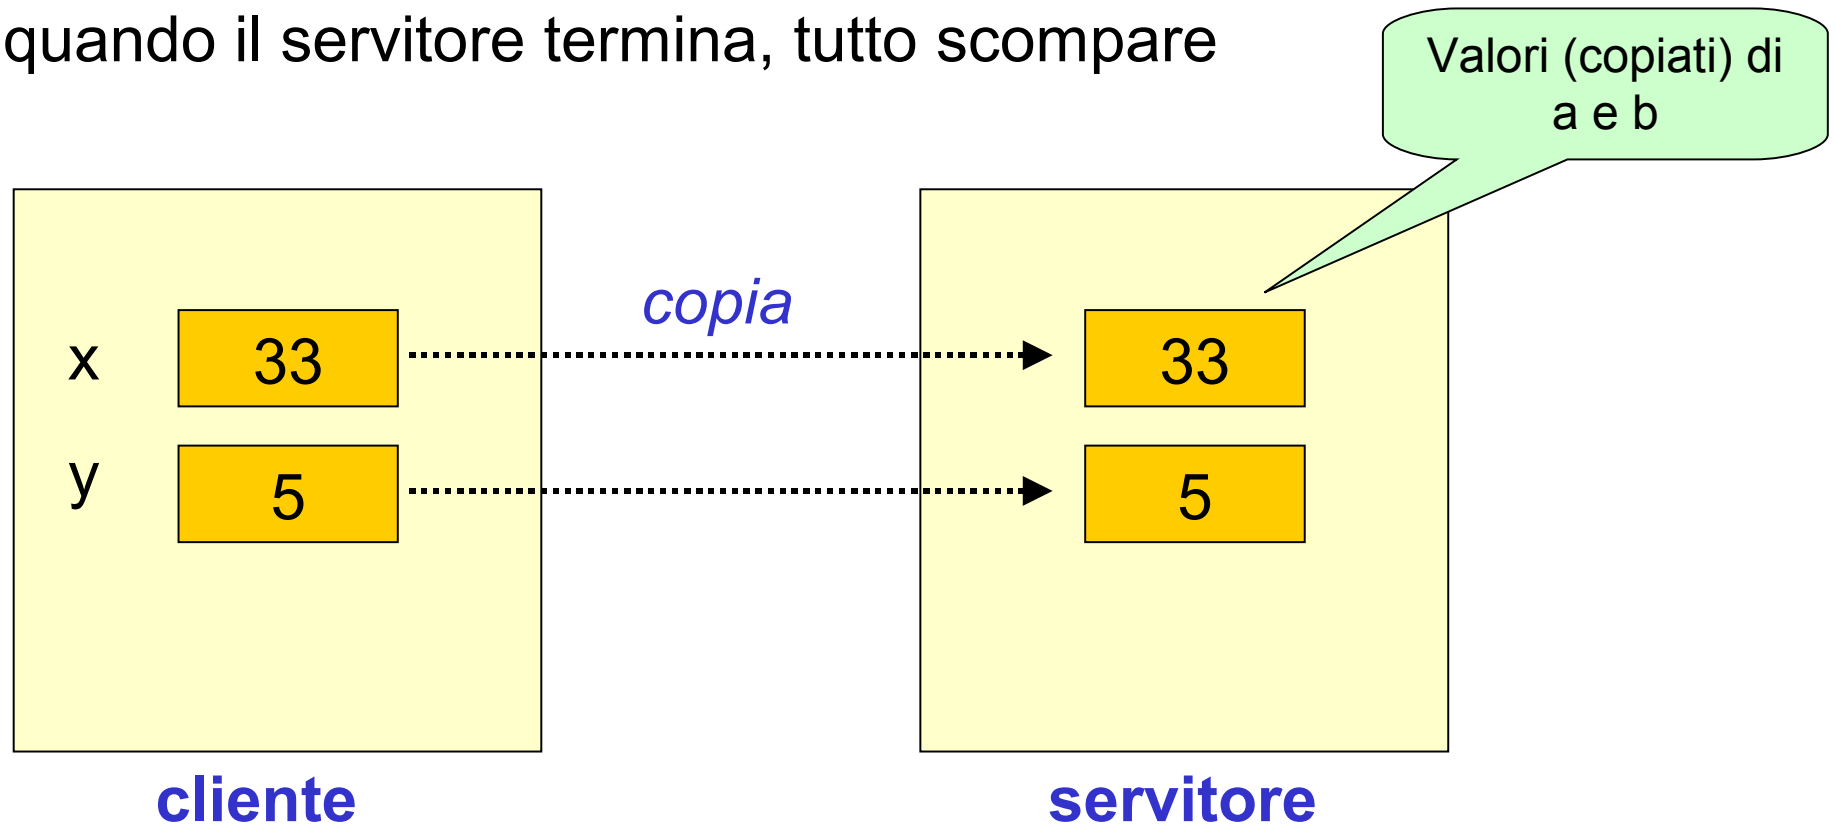 quando il servitore termina, tutto scompare
Valori (copiati) di
a e b
copia
x 33 33
y 5 5
cliente servitore